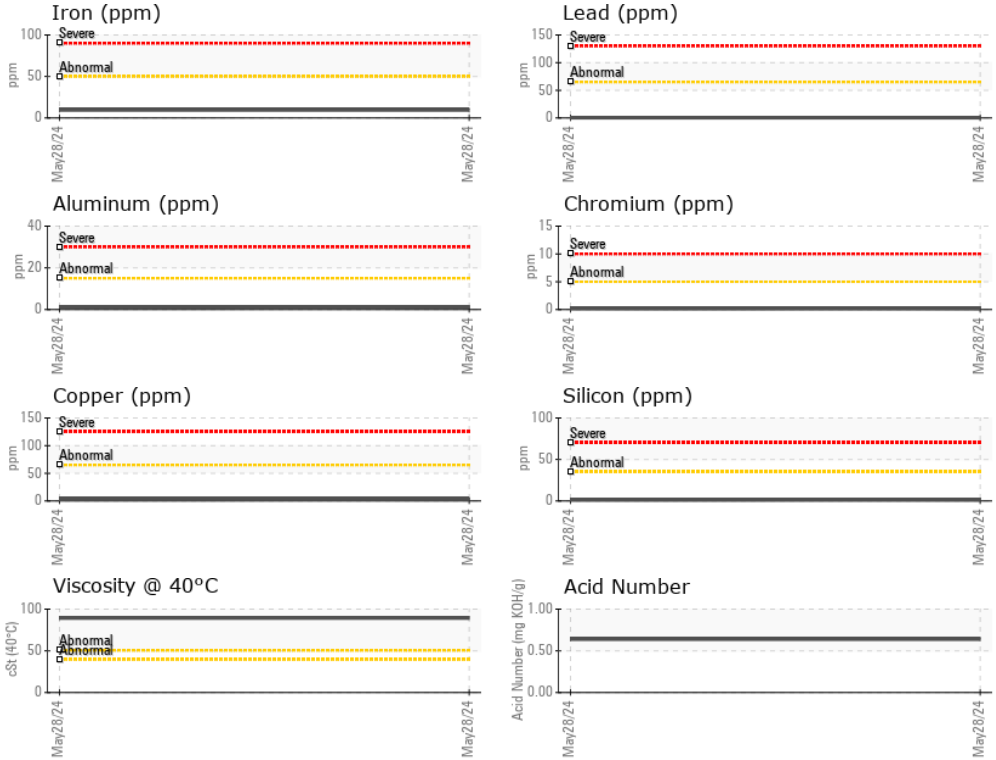 Iron (ppm)
100
50
0
ppm
Severe
Abnormal
May28/24
May28/24
Lead (ppm)
150
100
50
0
ppm
Severe
Abnormal
May28/24
May28/24
Aluminum (ppm)
40
20
0
ppm
Severe
Abnormal
May28/24
May28/24
Chromium (ppm)
15
10
5
0
ppm
Severe
Abnormal
May28/24
May28/24
Copper (ppm)
150
100
50
0
ppm
Severe
Abnormal
May28/24
May28/24
Silicon (ppm)
100
50
0
ppm
Severe
Abnormal
May28/24
May28/24
Viscosity @ 40°C
100
50
0
cSt (40°C)
Abnormal
Abnormal
May28/24
May28/24
Acid Number
1.00
0.50
0.00
Acid Number (mg KOH/g)
May28/24
May28/24